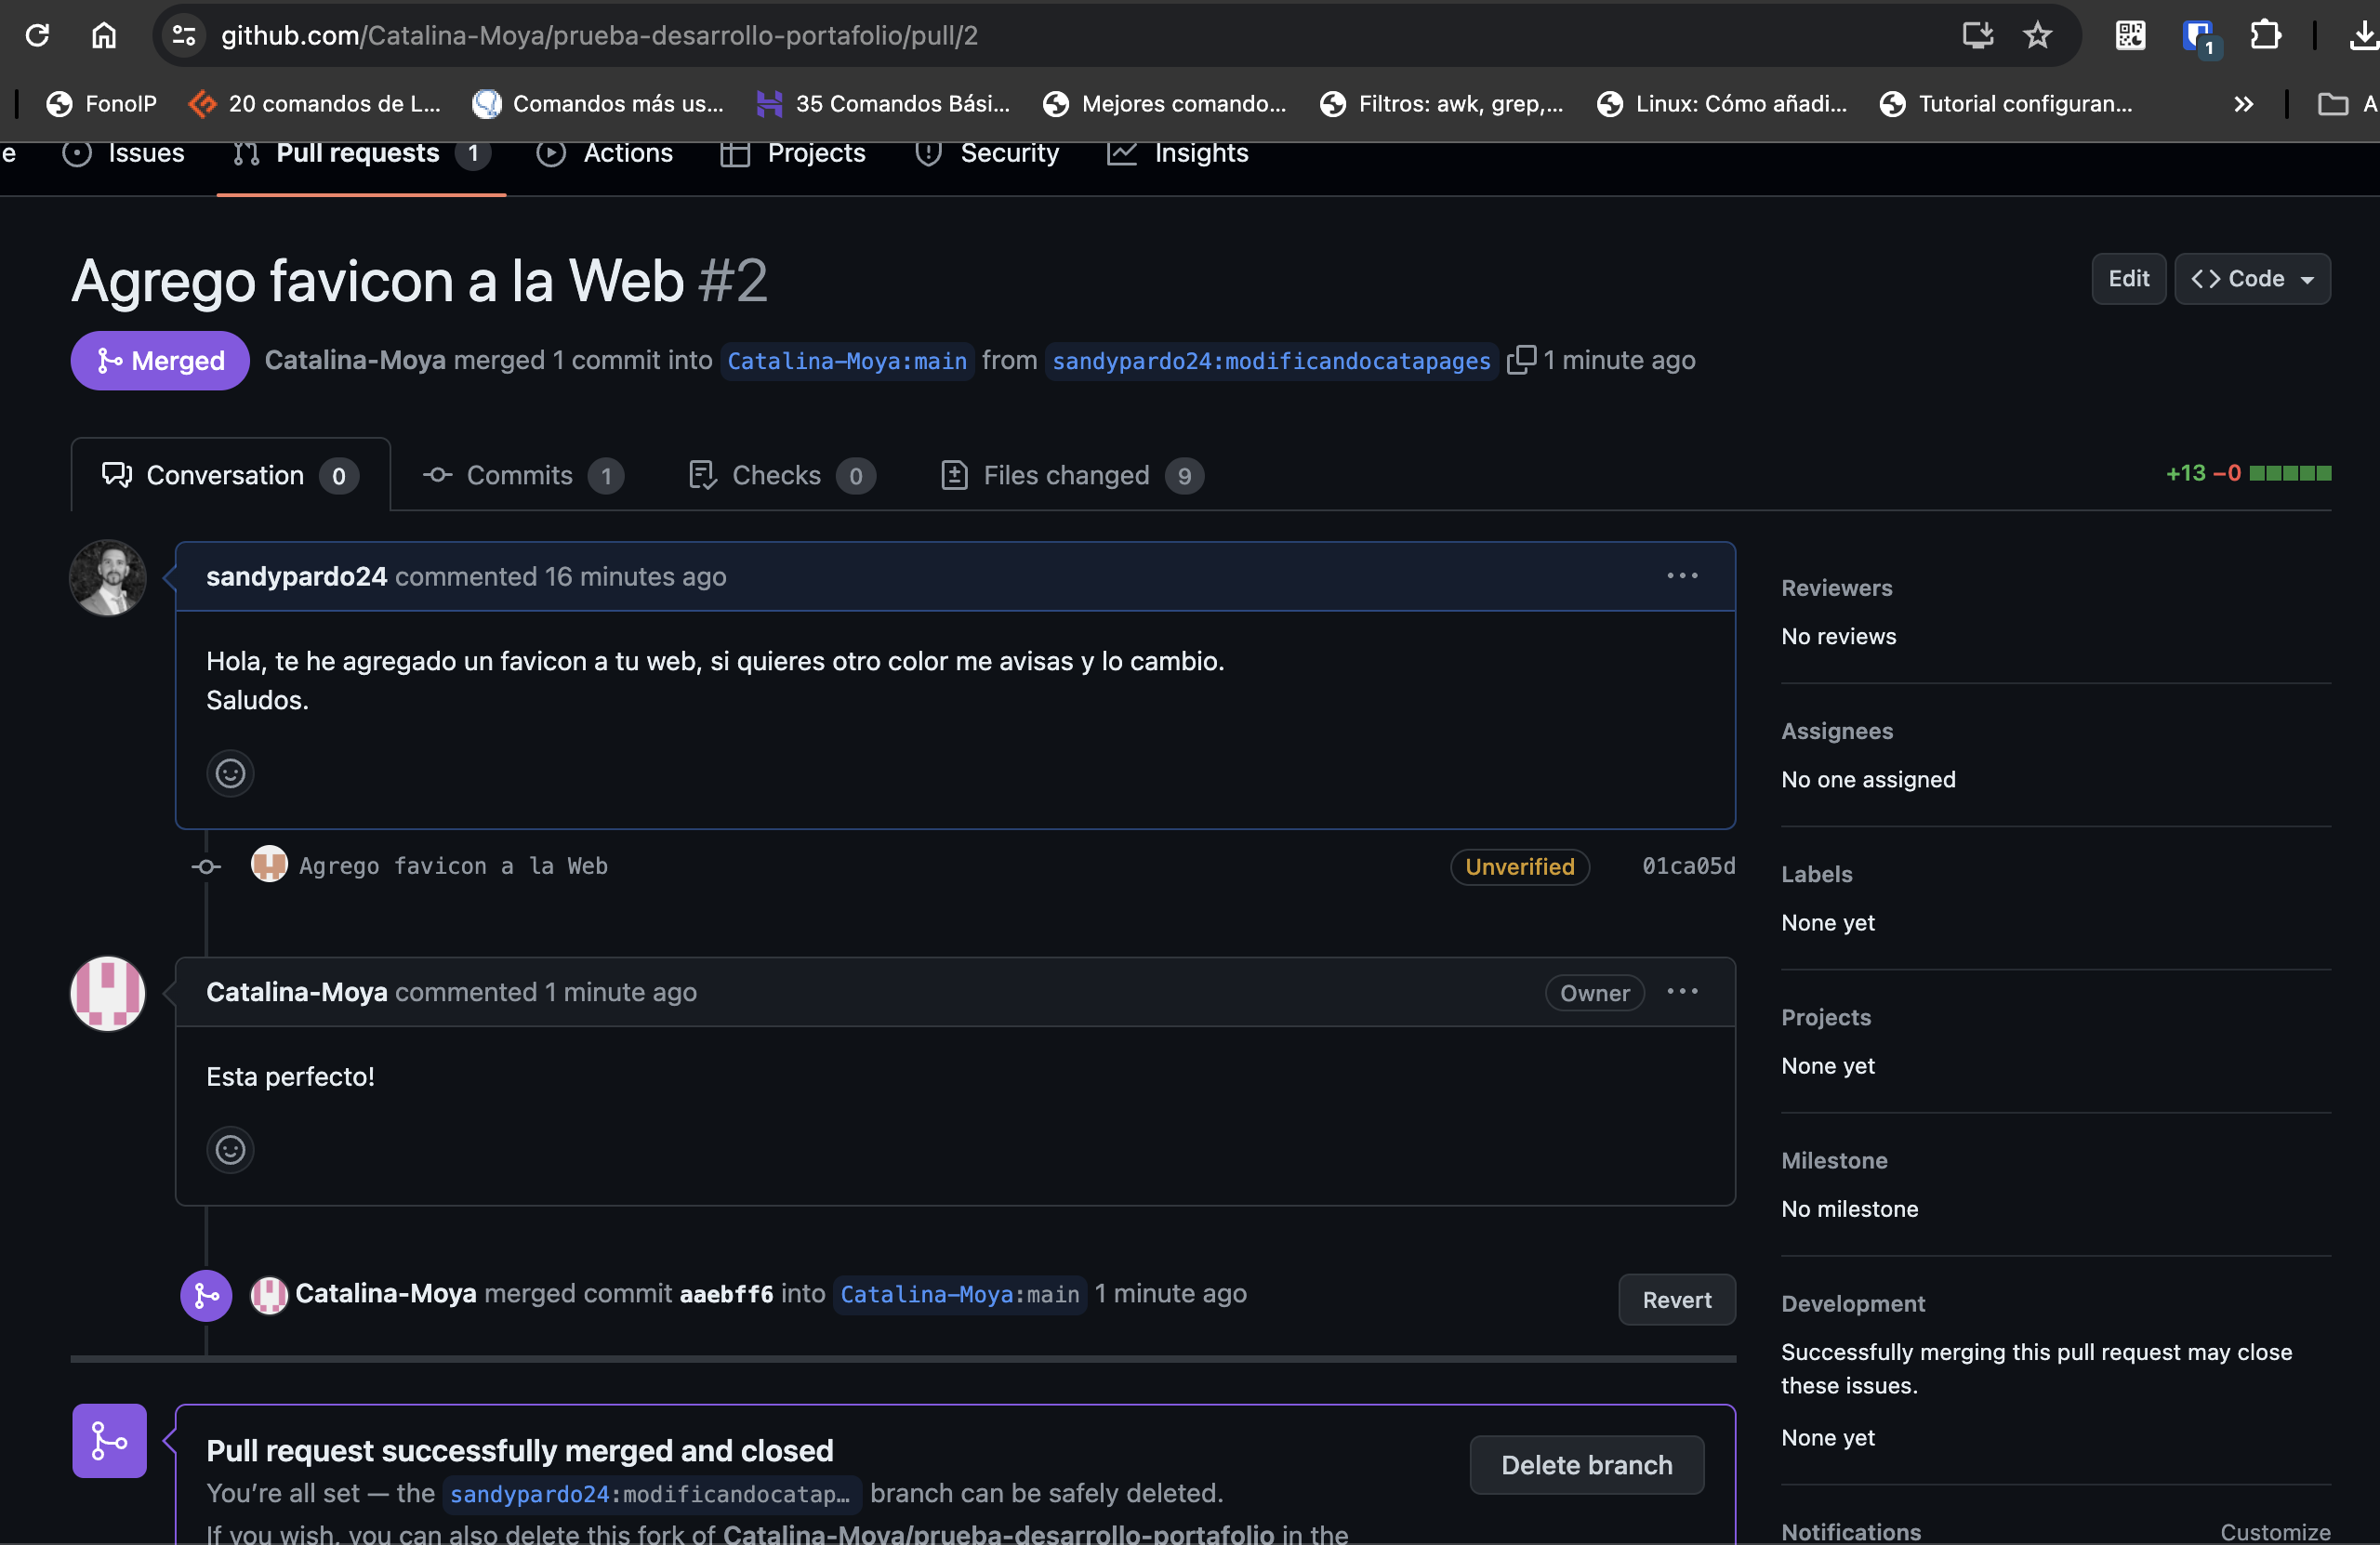 github.com/Catalina-Moya/prueba-desarrollo-portafolio/pull/2
1
FonoIP 20 comandos de L... Comandos más us... 35 Comandos Bási... Mejores comando... Filtros: awk, grep,... Linux: Cómo añadi... Tutorial configuran... » A
e Issues Pull requests 1 Actions Projects Security Insights
Agrego favicon a la Web #2
Edit <> Code
Merged Catalina-Moya merged 1 commit into Catalina-Moya:main from sandypardo24:modificandocatapages 1 minute ago
Conversation 0 Commits 1 Checks 0 Files changed 9
+13 −0
sandypardo24 commented 16 minutes ago
Hola, te he agregado un favicon a tu web, si quieres otro color me avisas y lo cambio.
Saludos.
Agrego favicon a la Web Unverified 01ca05d
Catalina-Moya commented 1 minute ago Owner
Esta perfecto!
Catalina-Moya merged commit aaebff6 into Catalina-Moya:main 1 minute ago Revert
Pull request successfully merged and closed
You’re all set — the sandypardo24:modificandocatap… branch can be safely deleted.
If you wish, you can also delete this fork of Catalina-Moya/prueba-desarrollo-portafolio in the
Delete branch
Reviewers
No reviews
Assignees
No one assigned
Labels
None yet
Projects
None yet
Milestone
No milestone
Development
Successfully merging this pull request may close
these issues.
None yet
Notifications Customize